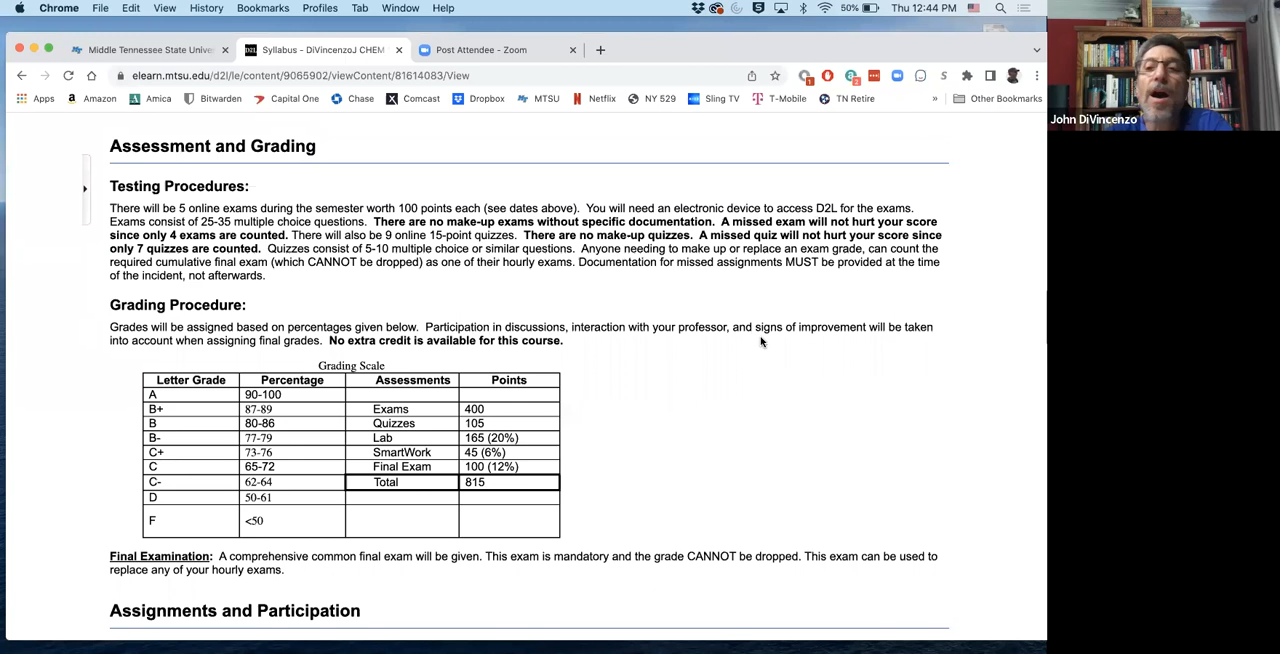 Chrome File Edit View History Bookmarks Profiles Tab Window Help 50% Thu 12:44 PM
Middle Tennessee State Unive D2L Syllabus - DiVincenzoJ CHEM Post Attendee - Zoom
elearn.mtsu.edu/d2l/le/content/9065902/viewContent/81614083/View
Apps Amazon Amica Bitwarden Capital One Chase Comcast Dropbox MTSU Netflix NY 529 Sling TV T-Mobile TN Retire » Other Bookmarks
John DiVincenzo
Assessment and Grading
Testing Procedures:
There will be 5 online exams during the semester worth 100 points each (see dates above). You will need an electronic device to access D2L for the exams.
Exams consist of 25-35 multiple choice questions. There are no make-up exams without specific documentation. A missed exam will not hurt your score
since only 4 exams are counted. There will also be 9 online 15-point quizzes. There are no make-up quizzes. A missed quiz will not hurt your score since
only 7 quizzes are counted. Quizzes consist of 5-10 multiple choice or similar questions. Anyone needing to make up or replace an exam grade, can count the
required cumulative final exam (which CANNOT be dropped) as one of their hourly exams. Documentation for missed assignments MUST be provided at the time
of the incident, not afterwards.
Grading Procedure:
Grades will be assigned based on percentages given below. Participation in discussions, interaction with your professor, and signs of improvement will be taken
into account when assigning final grades. No extra credit is available for this course.
Grading Scale
Letter Grade Percentage Assessments Points
A 90-100
B+ 87-89 Exams 400
B 80-86 Quizzes 105
B- 77-79 Lab 165 (20%)
C+ 73-76 SmartWork 45 (6%)
C 65-72 Final Exam 100 (12%)
C- 62-64 Total 815
D 50-61
F <50
Final Examination: A comprehensive common final exam will be given. This exam is mandatory and the grade CANNOT be dropped. This exam can be used to
replace any of your hourly exams.
Assignments and Participation